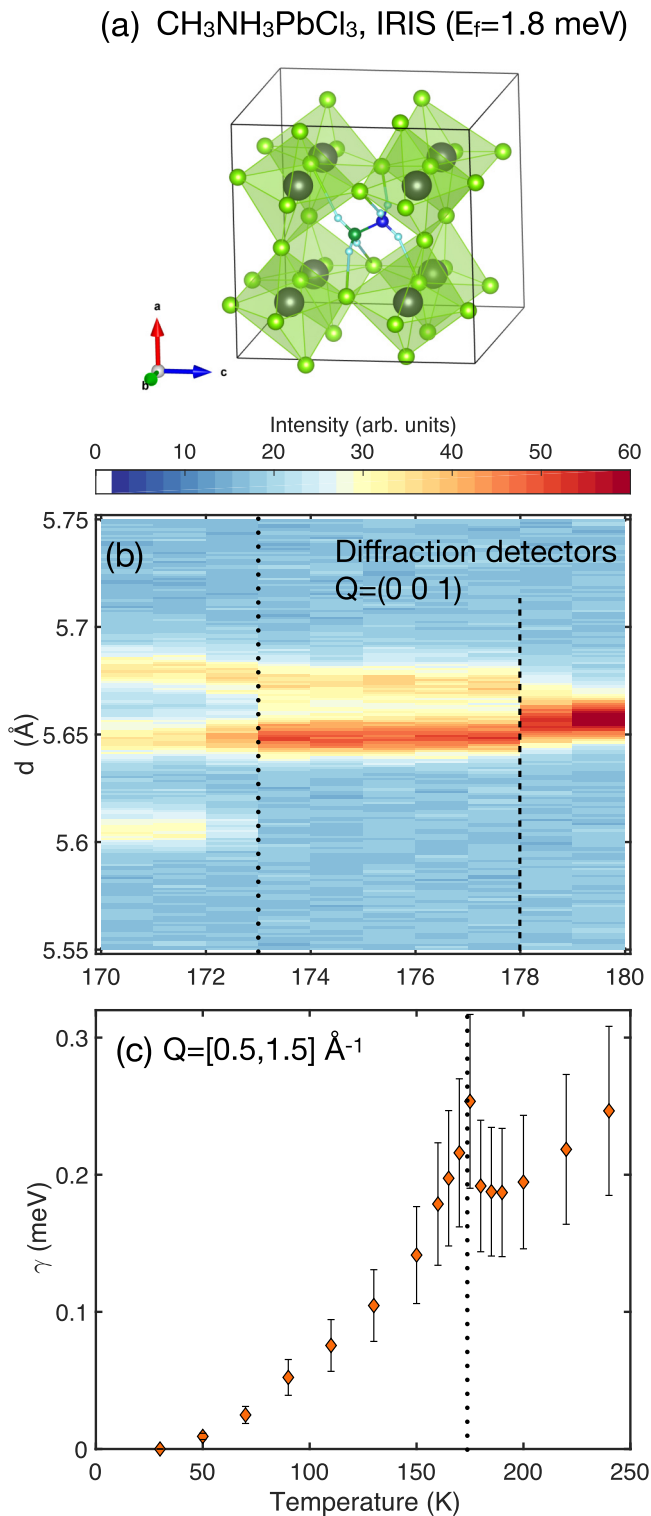 (a) CH₃NH₃PbCl₃, IRIS (E_f=1.8 meV)
a
b
c
Intensity (arb. units)
0 10 20 30 40 50 60
(b) Diffraction detectors
Q=(0 0 1)
5.75
5.7
5.65
5.6
5.55
d (Å)
170 172 174 176 178 180
(c) Q=[0.5,1.5] Å⁻¹
0.3
0.2
0.1
0
γ (meV)
0 50 100 150 200 250
Temperature (K)